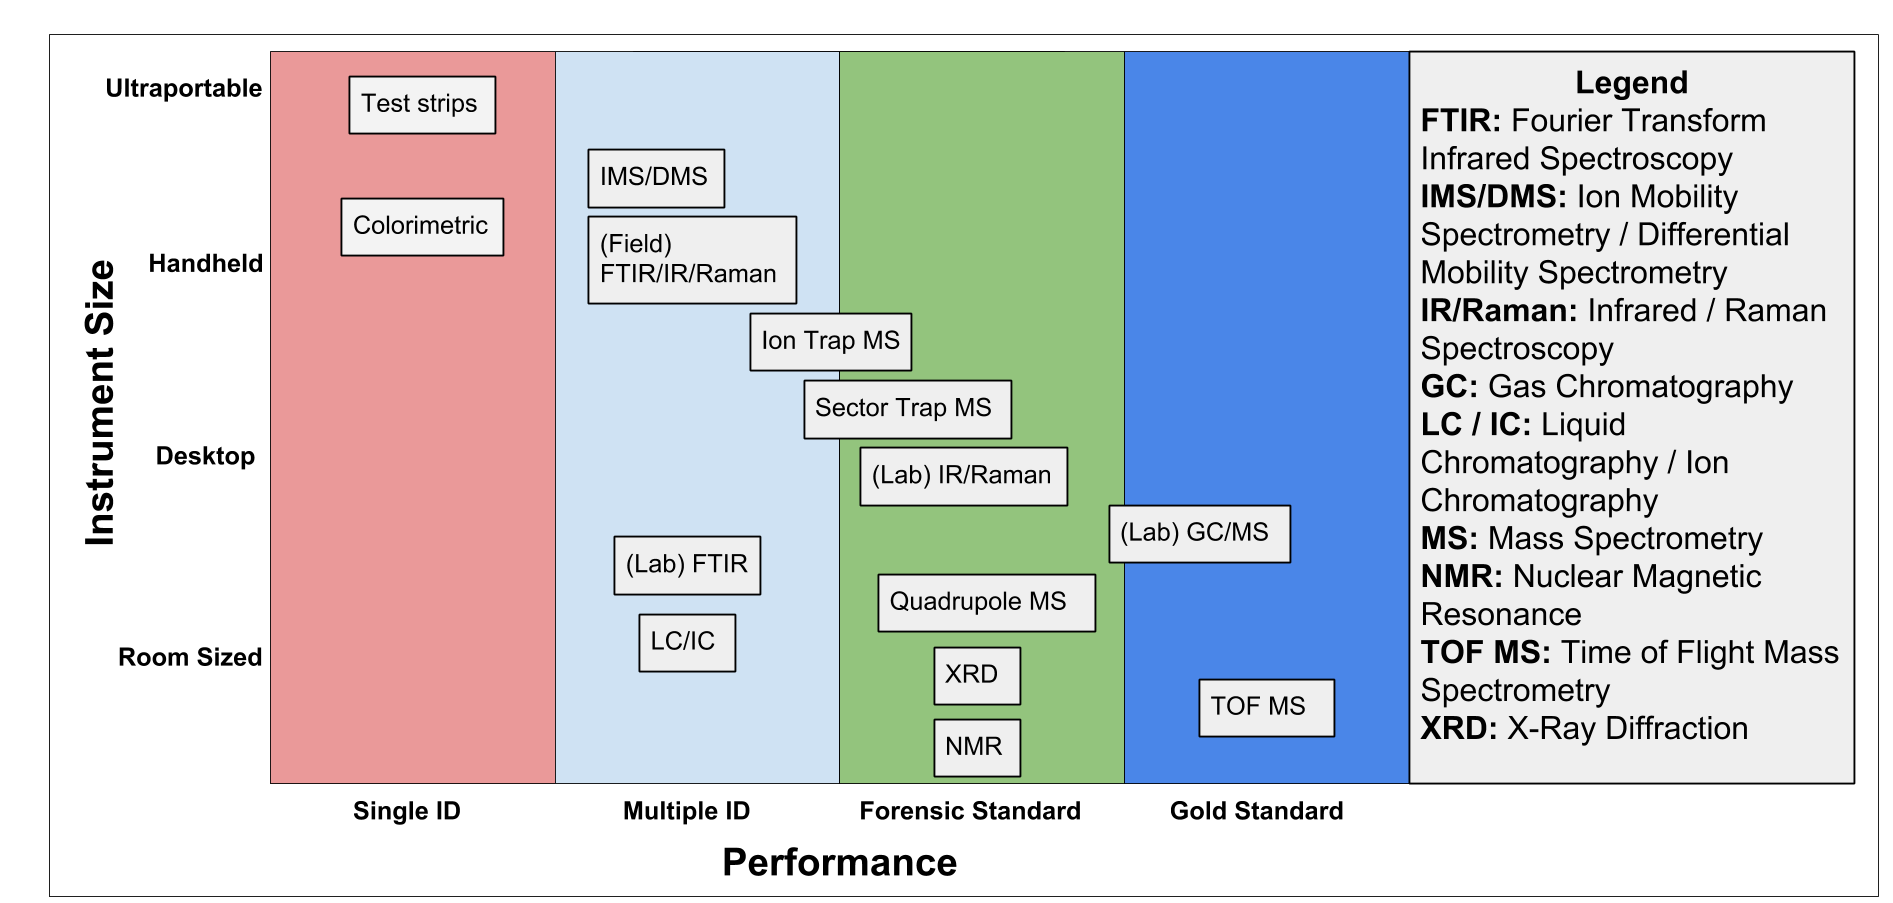 Ultraportable
Test strips
IMS/DMS
Colorimetric
(Field)
FTIR/IR/Raman
Handheld
Ion Trap MS
Sector Trap MS
Desktop
(Lab) IR/Raman
(Lab) GC/MS
(Lab) FTIR
Quadrupole MS
LC/IC
Room Sized
XRD
TOF MS
NMR
Instrument Size
Single ID
Multiple ID
Forensic Standard
Gold Standard
Performance
Legend
FTIR: Fourier Transform
Infrared Spectroscopy
IMS/DMS: Ion Mobility
Spectrometry / Differential
Mobility Spectrometry
IR/Raman: Infrared / Raman
Spectroscopy
GC: Gas Chromatography
LC / IC: Liquid
Chromatography / Ion
Chromatography
MS: Mass Spectrometry
NMR: Nuclear Magnetic
Resonance
TOF MS: Time of Flight Mass
Spectrometry
XRD: X-Ray Diffraction